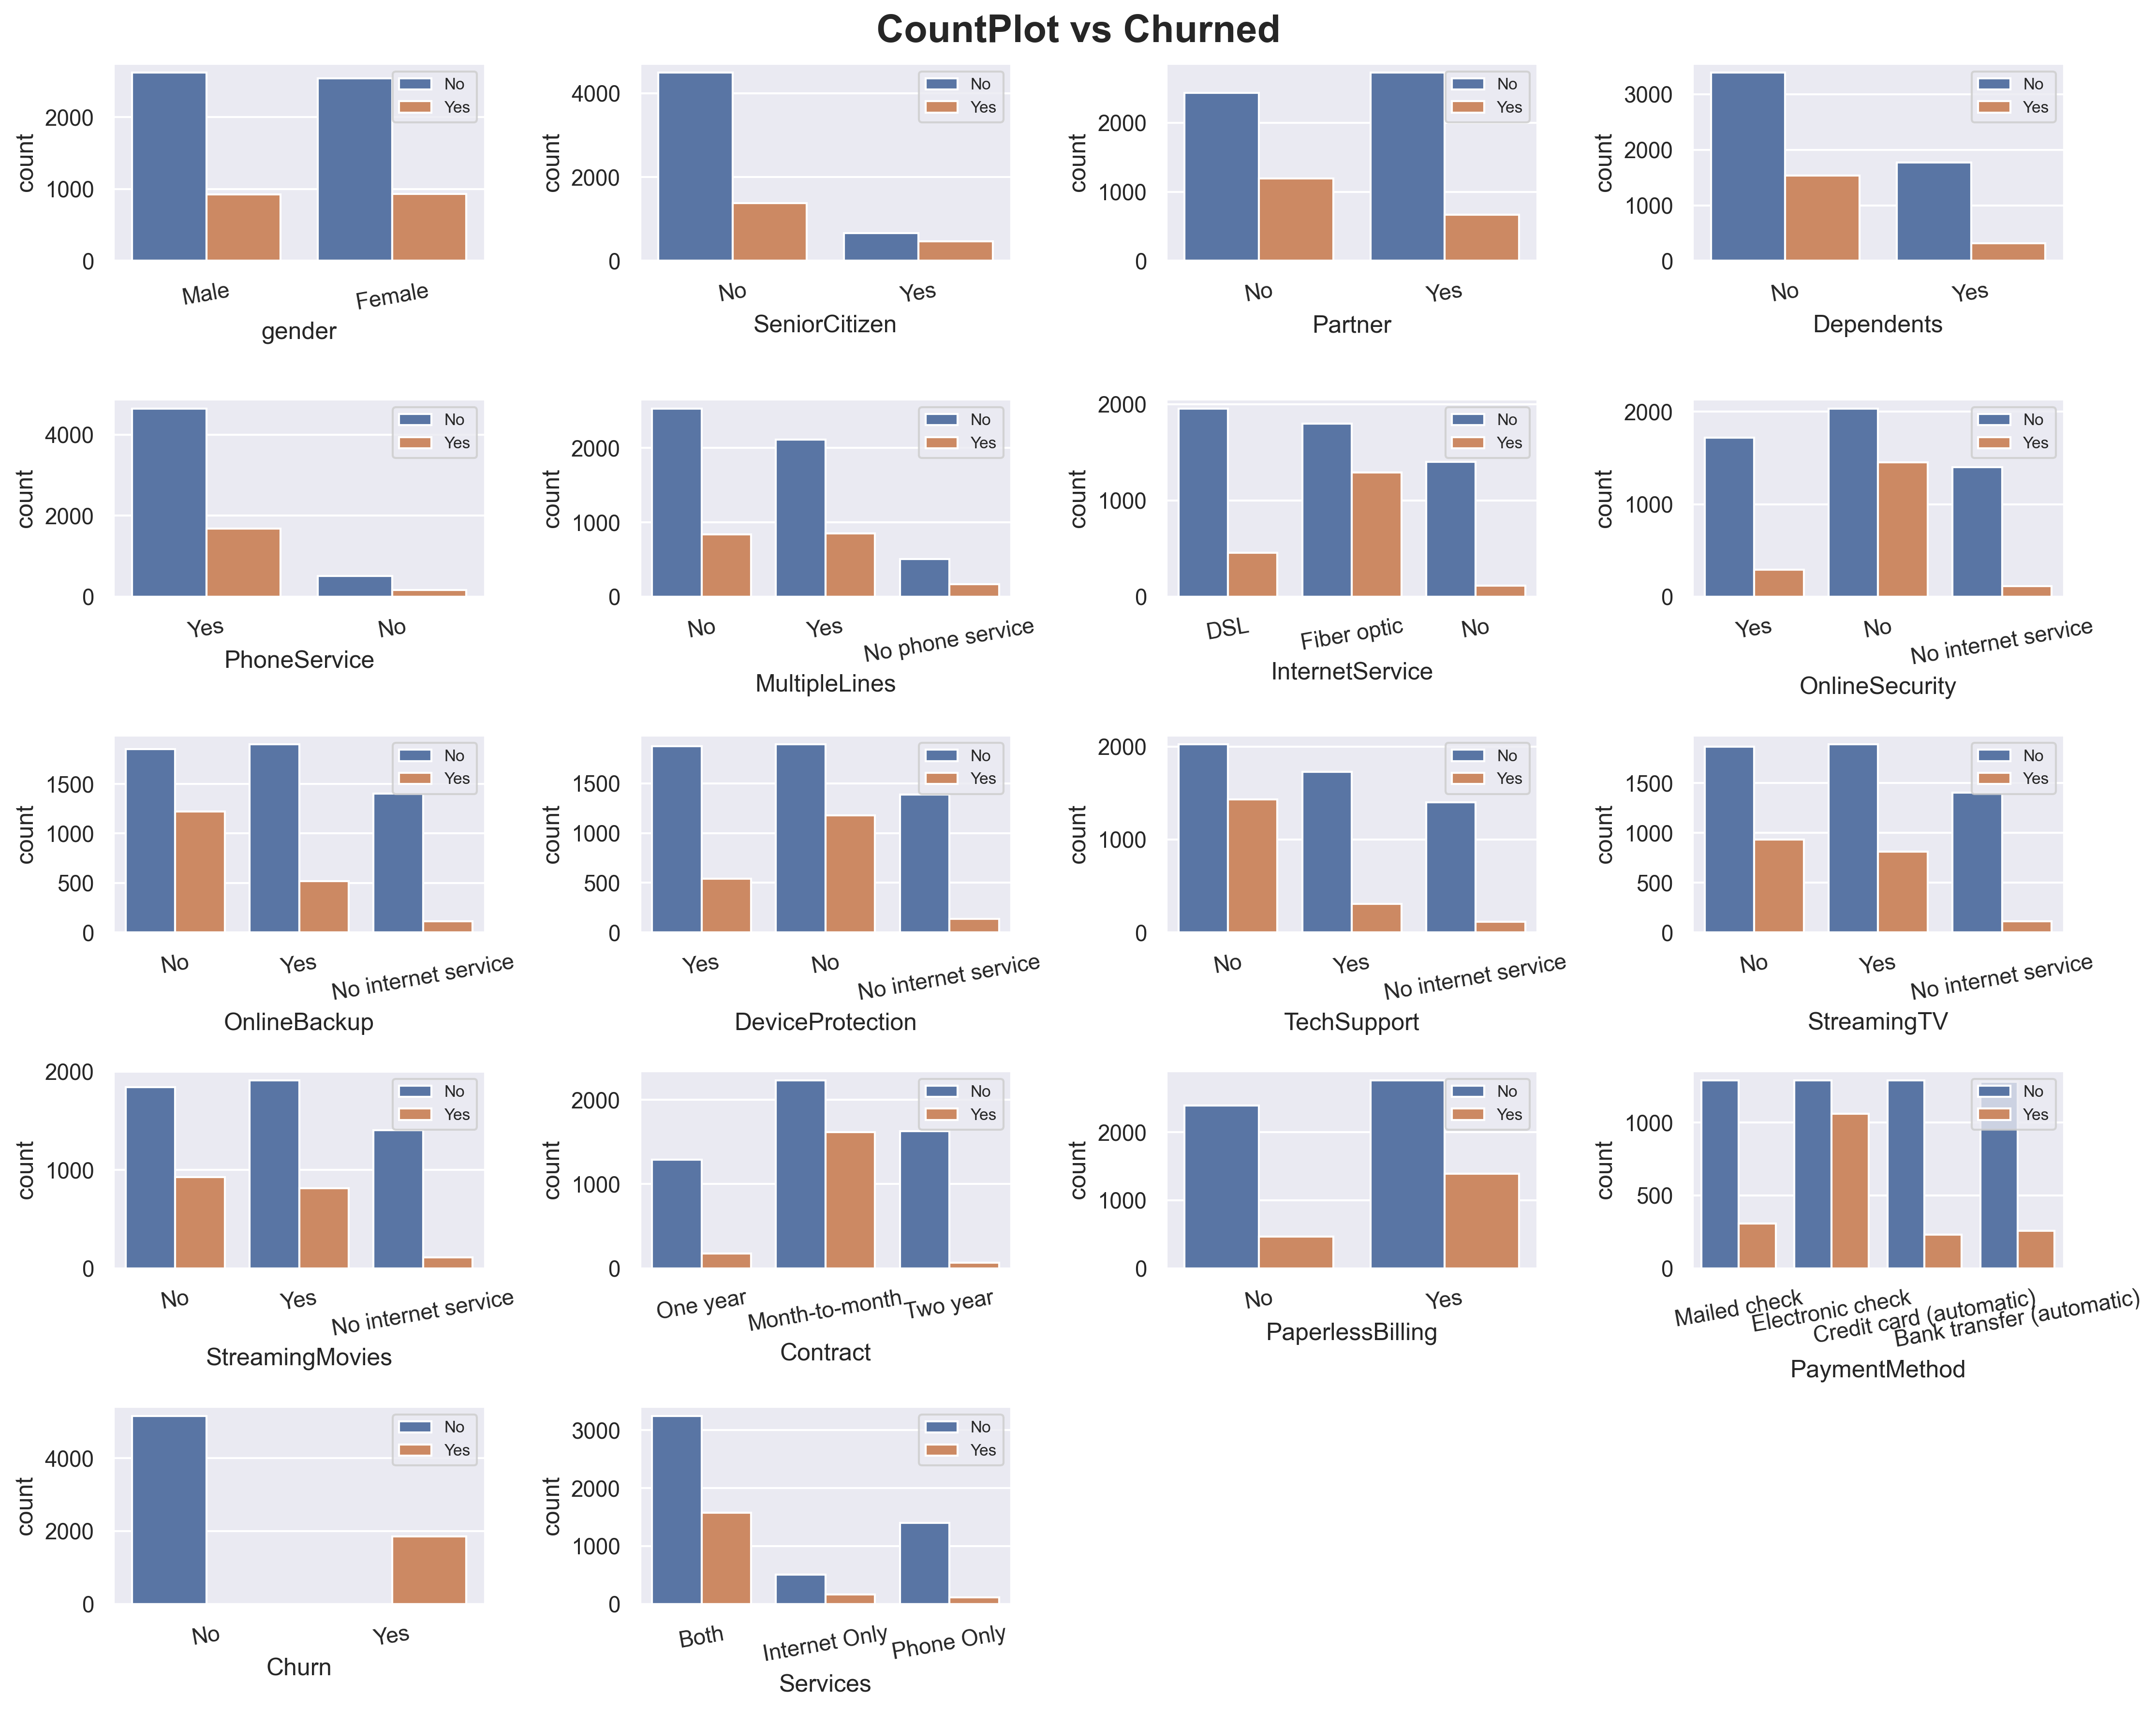 CountPlot vs Churned
count
2000
1000
0
No
Yes
Male
Female
gender
count
4000
2000
0
No
Yes
No
Yes
SeniorCitizen
count
2000
1000
0
No
Yes
No
Yes
Partner
count
3000
2000
1000
0
No
Yes
No
Yes
Dependents
count
4000
2000
0
No
Yes
Yes
No
PhoneService
count
2000
1000
0
No
Yes
No
Yes
No phone service
MultipleLines
count
2000
1000
0
No
Yes
DSL
Fiber optic
No
InternetService
count
2000
1000
0
No
Yes
Yes
No
No internet service
OnlineSecurity
count
1500
1000
500
0
No
Yes
No
Yes
No internet service
OnlineBackup
count
1500
1000
500
0
No
Yes
Yes
No
No internet service
DeviceProtection
count
2000
1000
0
No
Yes
No
Yes
No internet service
TechSupport
count
1500
1000
500
0
No
Yes
No
Yes
No internet service
StreamingTV
count
2000
1000
0
No
Yes
No
Yes
No internet service
StreamingMovies
count
2000
1000
0
No
Yes
One year
Month-to-month
Two year
Contract
count
2000
1000
0
No
Yes
No
Yes
PaperlessBilling
count
1000
500
0
No
Yes
Mailed check
Electronic check
Credit card (automatic)
Bank transfer (automatic)
PaymentMethod
count
4000
2000
0
No
Yes
No
Yes
Churn
count
3000
2000
1000
0
No
Yes
Both
Internet Only
Phone Only
Services